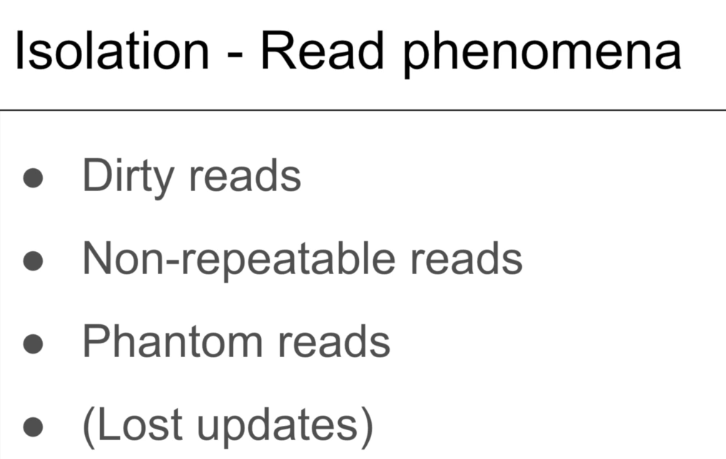 Isolation - Read phenomena
● Dirty reads
● Non-repeatable reads
● Phantom reads
● (Lost updates)